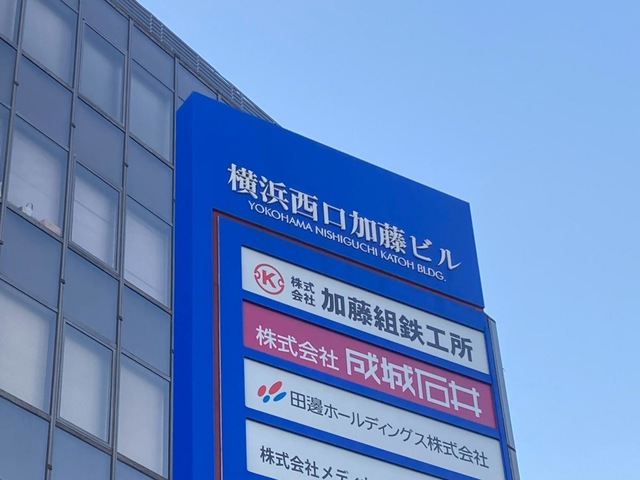 横浜西口加藤ビル
YOKOHAMA NISHIGUCHI KATOH BLDG.
K 株式会社 加藤組鉄工所
株式会社 成城石井
田邊ホールディングス株式会社
株式会社メディ